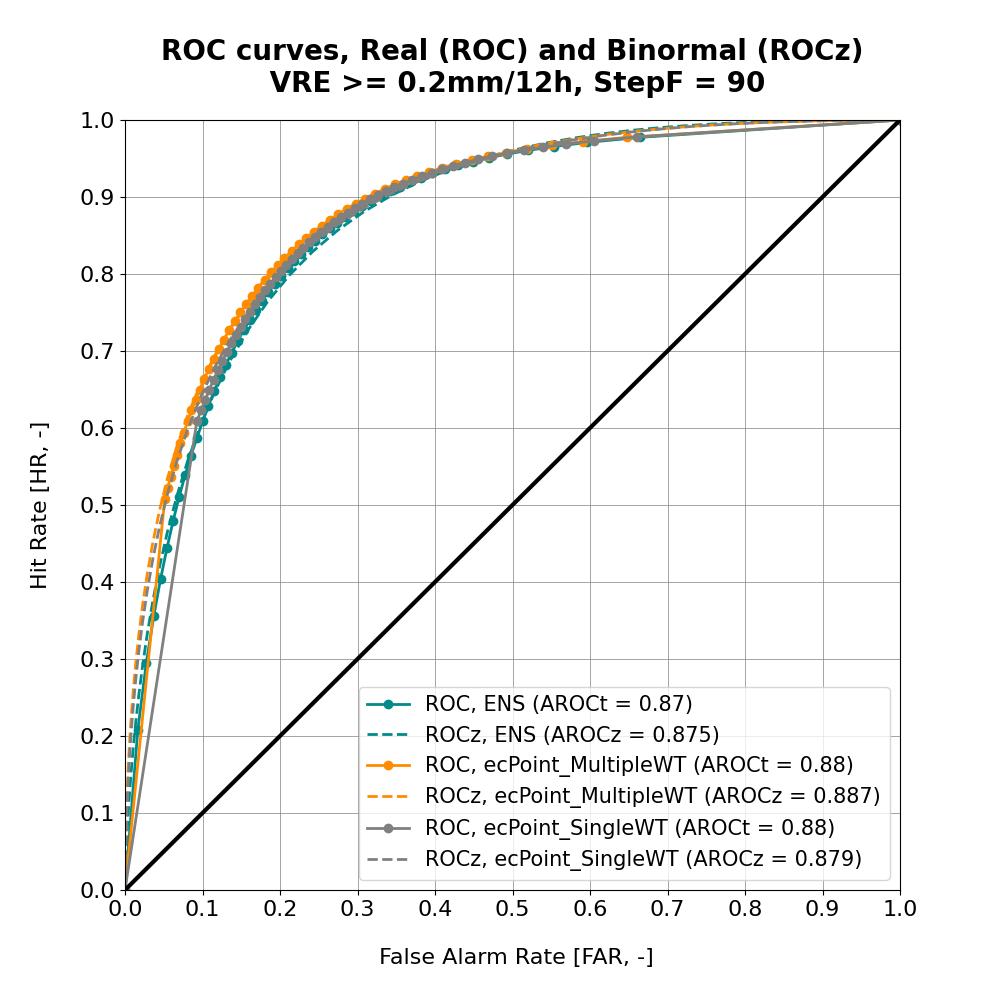 ROC curves, Real (ROC) and Binormal (ROCz)
VRE >= 0.2mm/12h, StepF = 90
1.0
0.9
0.8
0.7
0.6
0.5
0.4
0.3
0.2
0.1
0.0
Hit Rate [HR, -]
ROC, ENS (AROCt = 0.87)
ROCz, ENS (AROCz = 0.875)
ROC, ecPoint_MultipleWT (AROCt = 0.88)
ROCz, ecPoint_MultipleWT (AROCz = 0.887)
ROC, ecPoint_SingleWT (AROCt = 0.88)
ROCz, ecPoint_SingleWT (AROCz = 0.879)
0.0 0.1 0.2 0.3 0.4 0.5 0.6 0.7 0.8 0.9 1.0
False Alarm Rate [FAR, -]